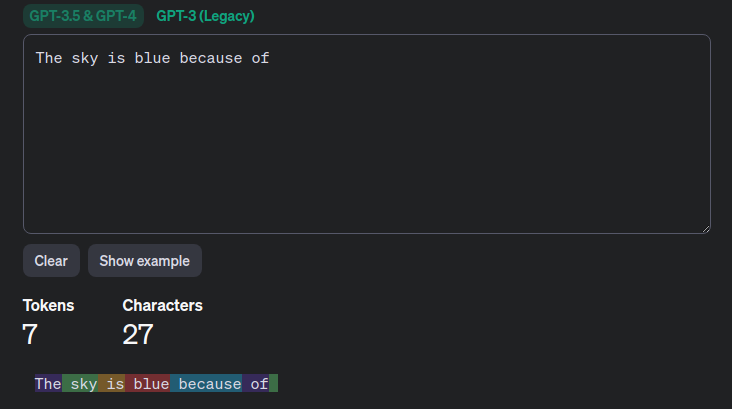 GPT-3.5 & GPT-4 GPT-3 (Legacy)
The sky is blue because of
Clear Show example
Tokens Characters
7 27
The sky is blue because of